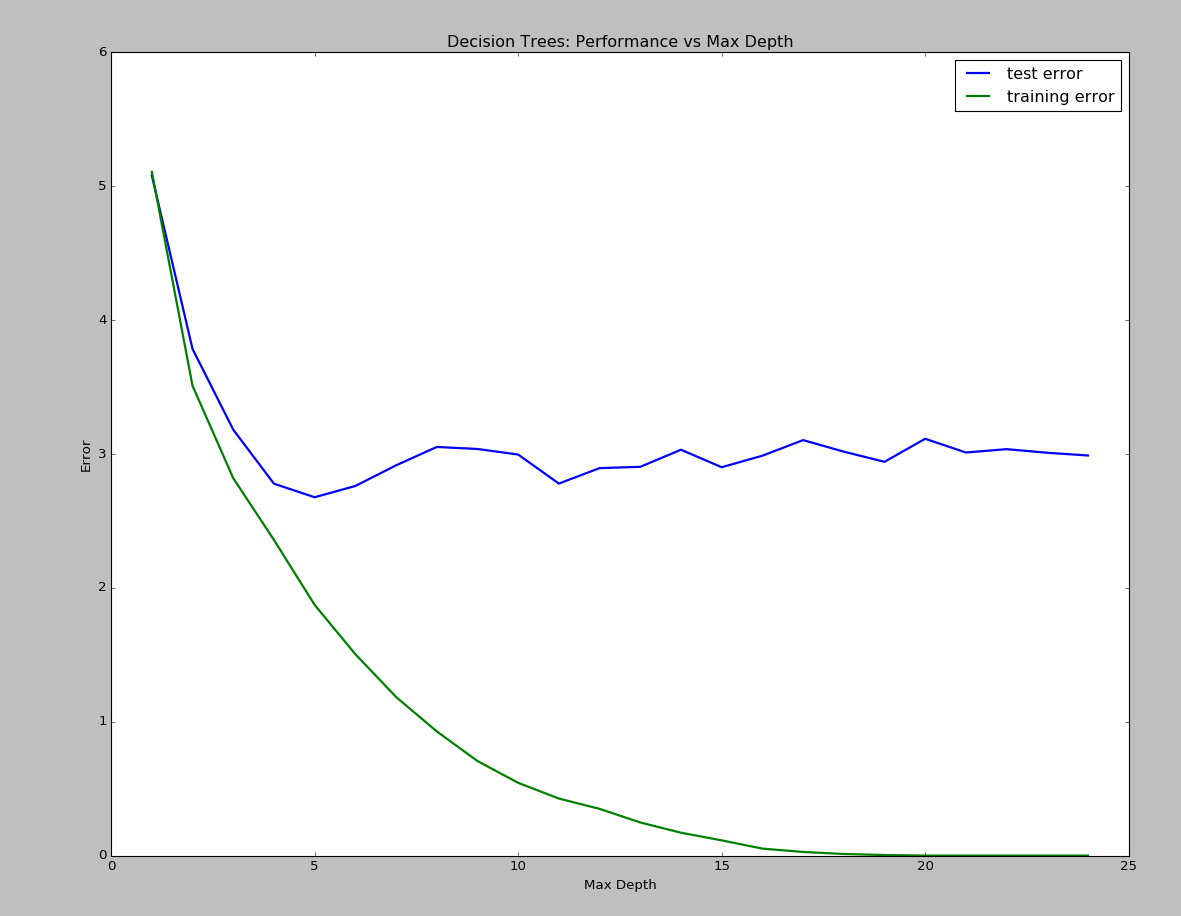 Decision Trees: Performance vs Max Depth
test error
training error
6
5
4
3
2
1
0
Error
0 5 10 15 20 25
Max Depth